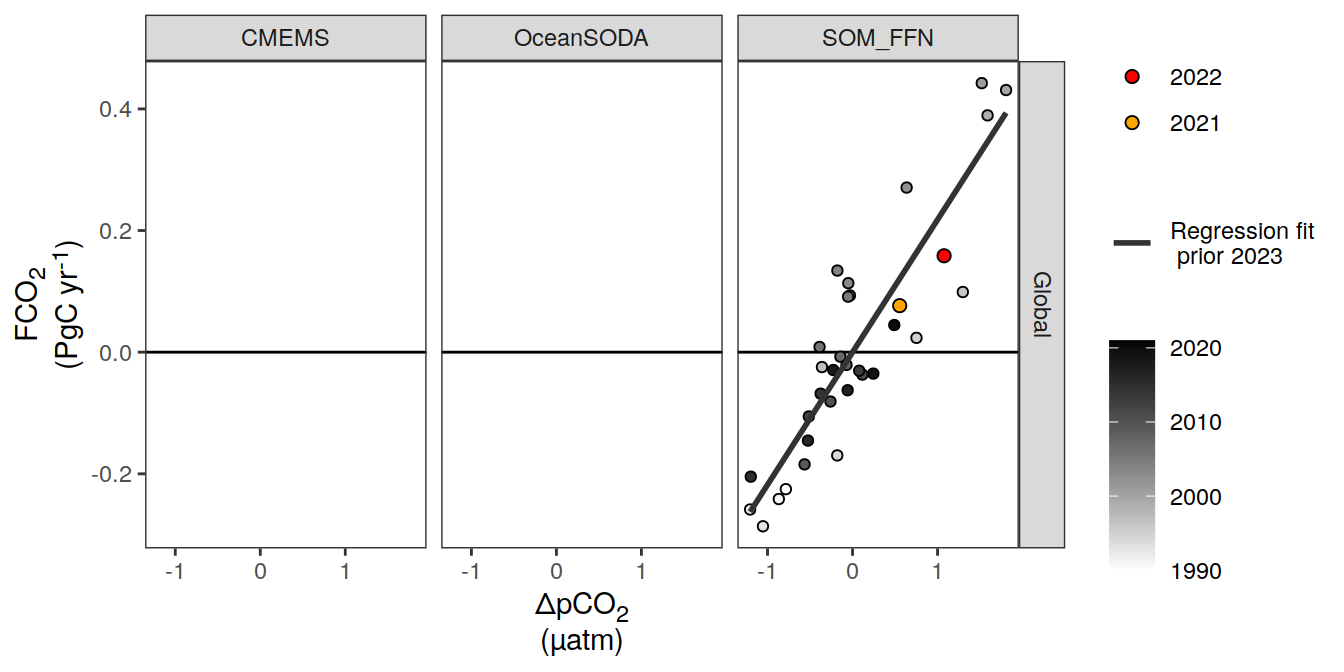 CMEMS
OceanSODA
SOM_FFN
0.4
0.2
0.0
-0.2
FCO₂
(PgC yr⁻¹)
-1 0 1
-1 0 1
-1 0 1
ΔpCO₂
(μatm)
Global
2022
2021
Regression fit
prior 2023
2020
2010
2000
1990